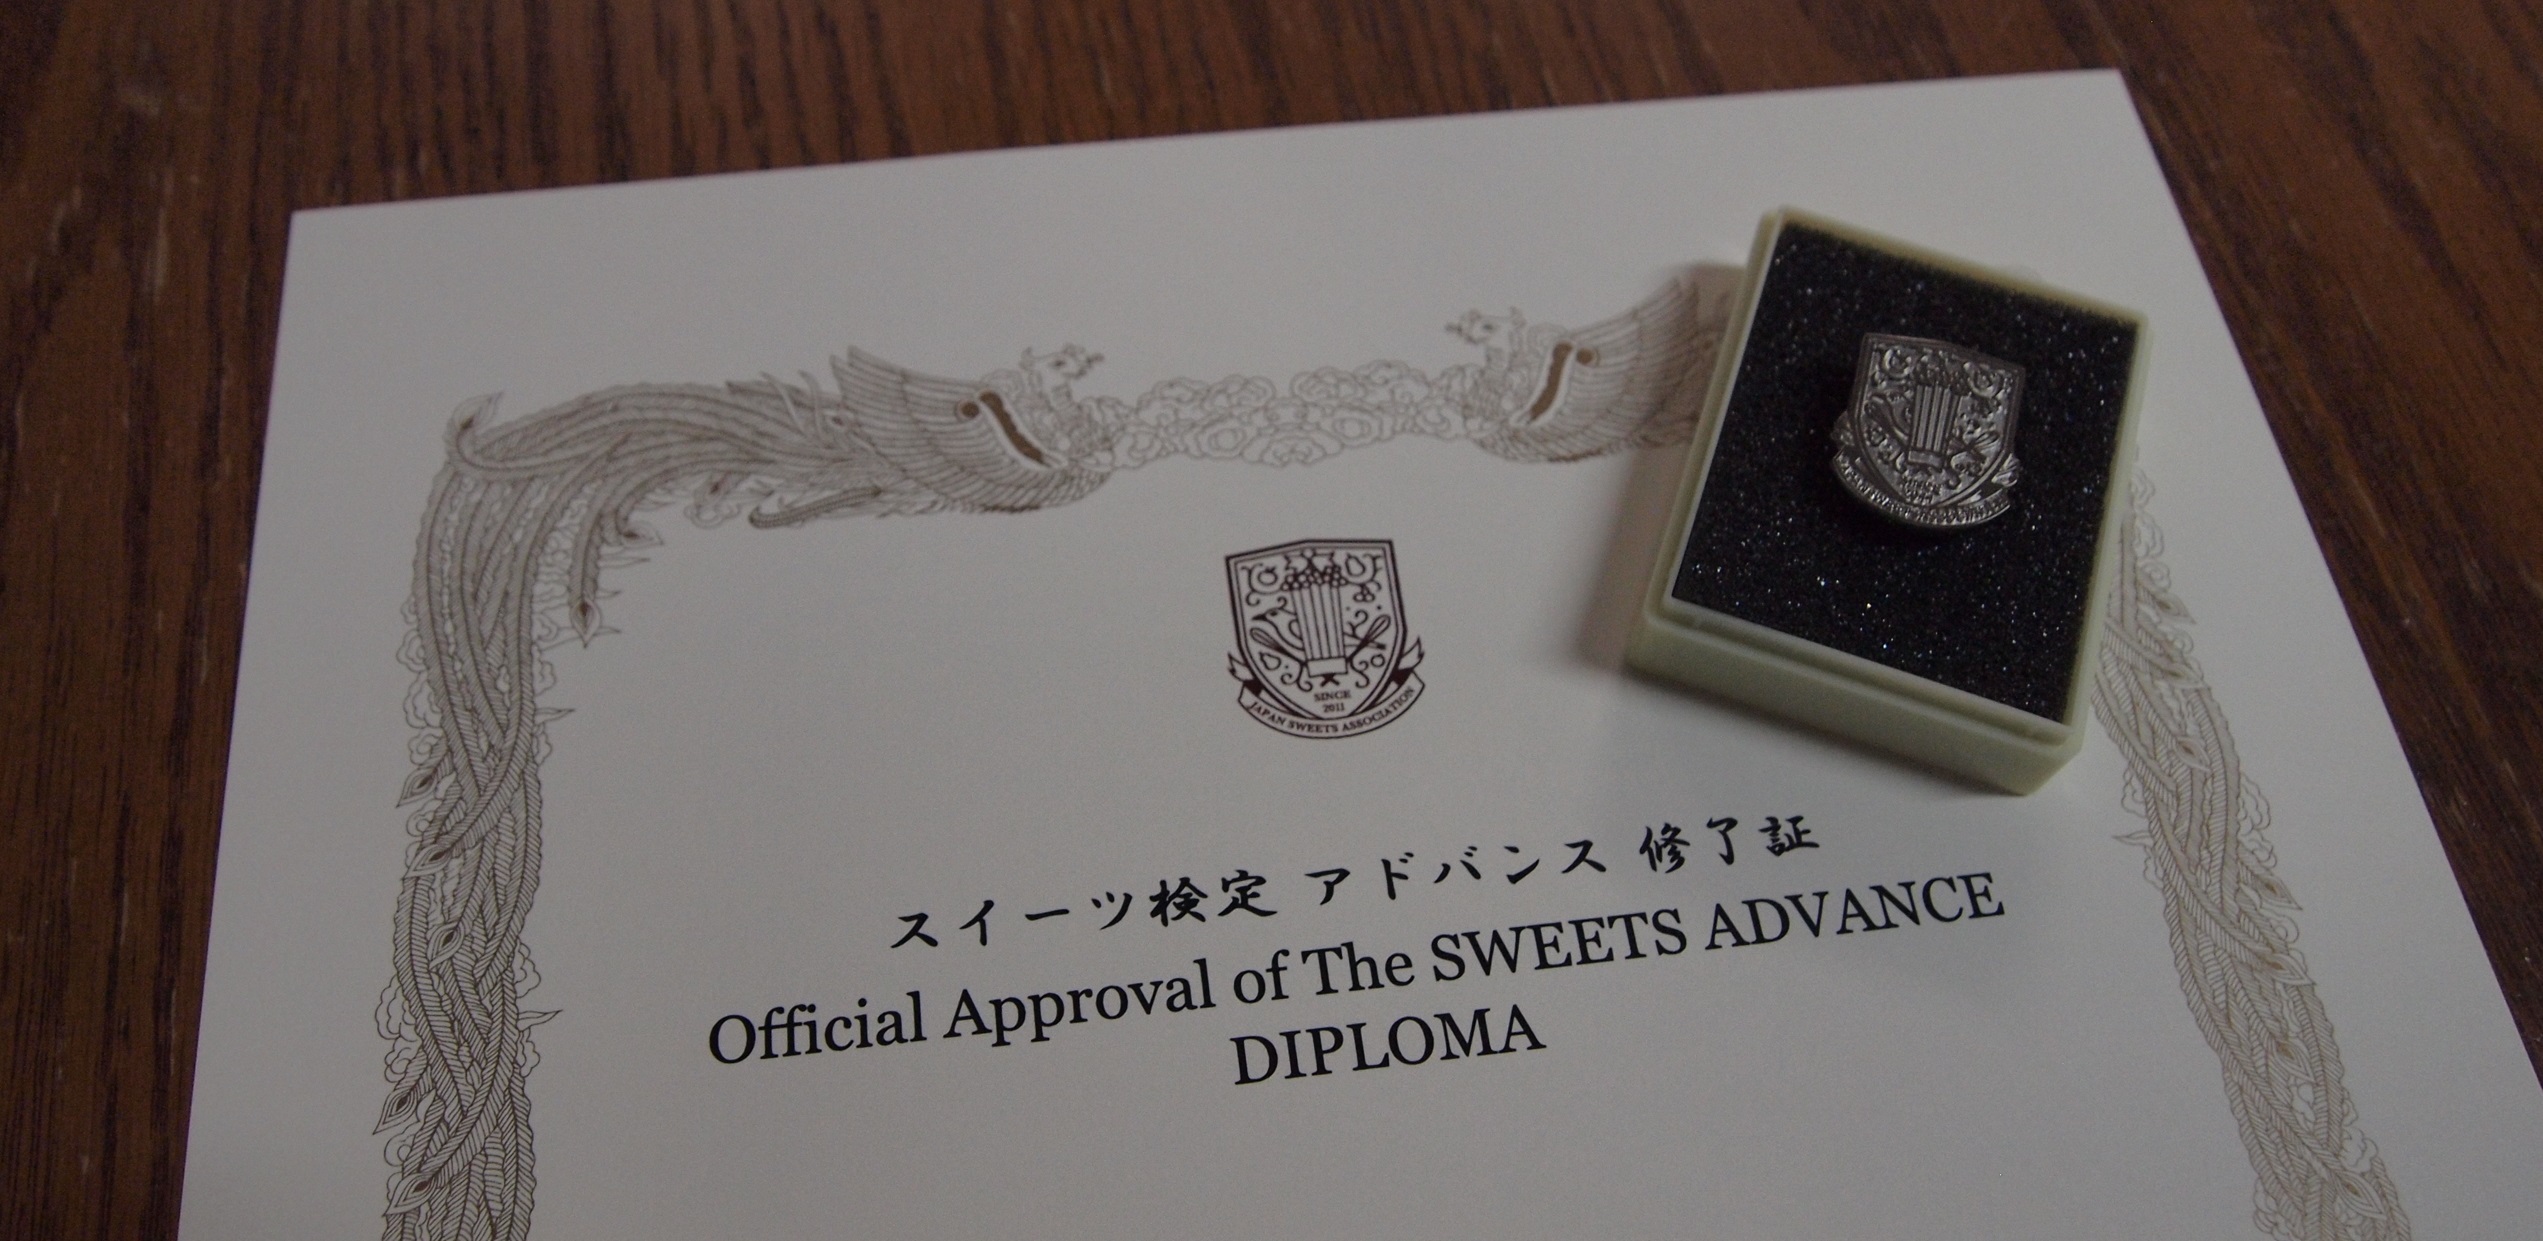 SINCE
2011
JAPAN SWEETS ASSOCIATION
スイーツ検定 アドバンス 修了証
Official Approval of The SWEETS ADVANCE
DIPLOMA